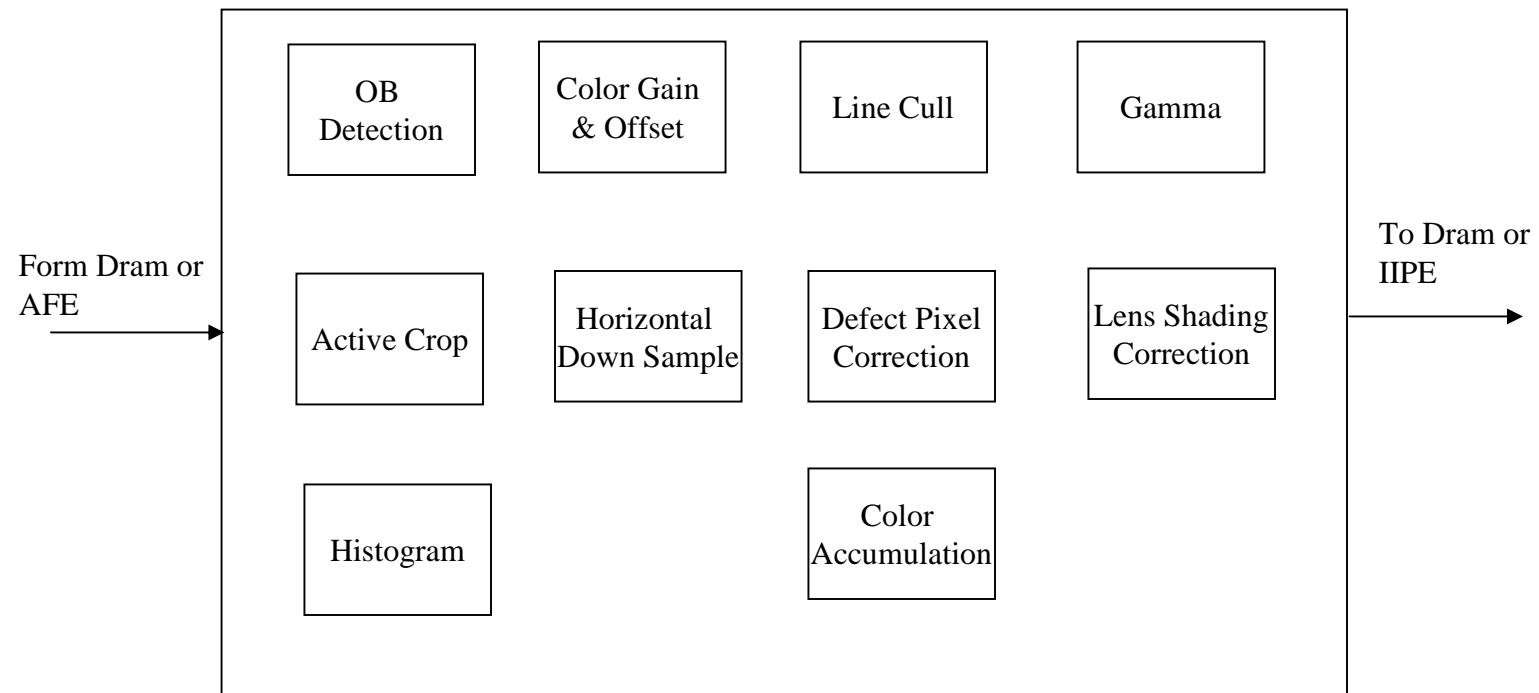 OB
Detection
Color Gain
& Offset
Line Cull
Gamma
Form Dram or
AFE
To Dram or
IIPE
Active Crop
Horizontal
Down Sample
Defect Pixel
Correction
Lens Shading
Correction
Histogram
Color
Accumulation